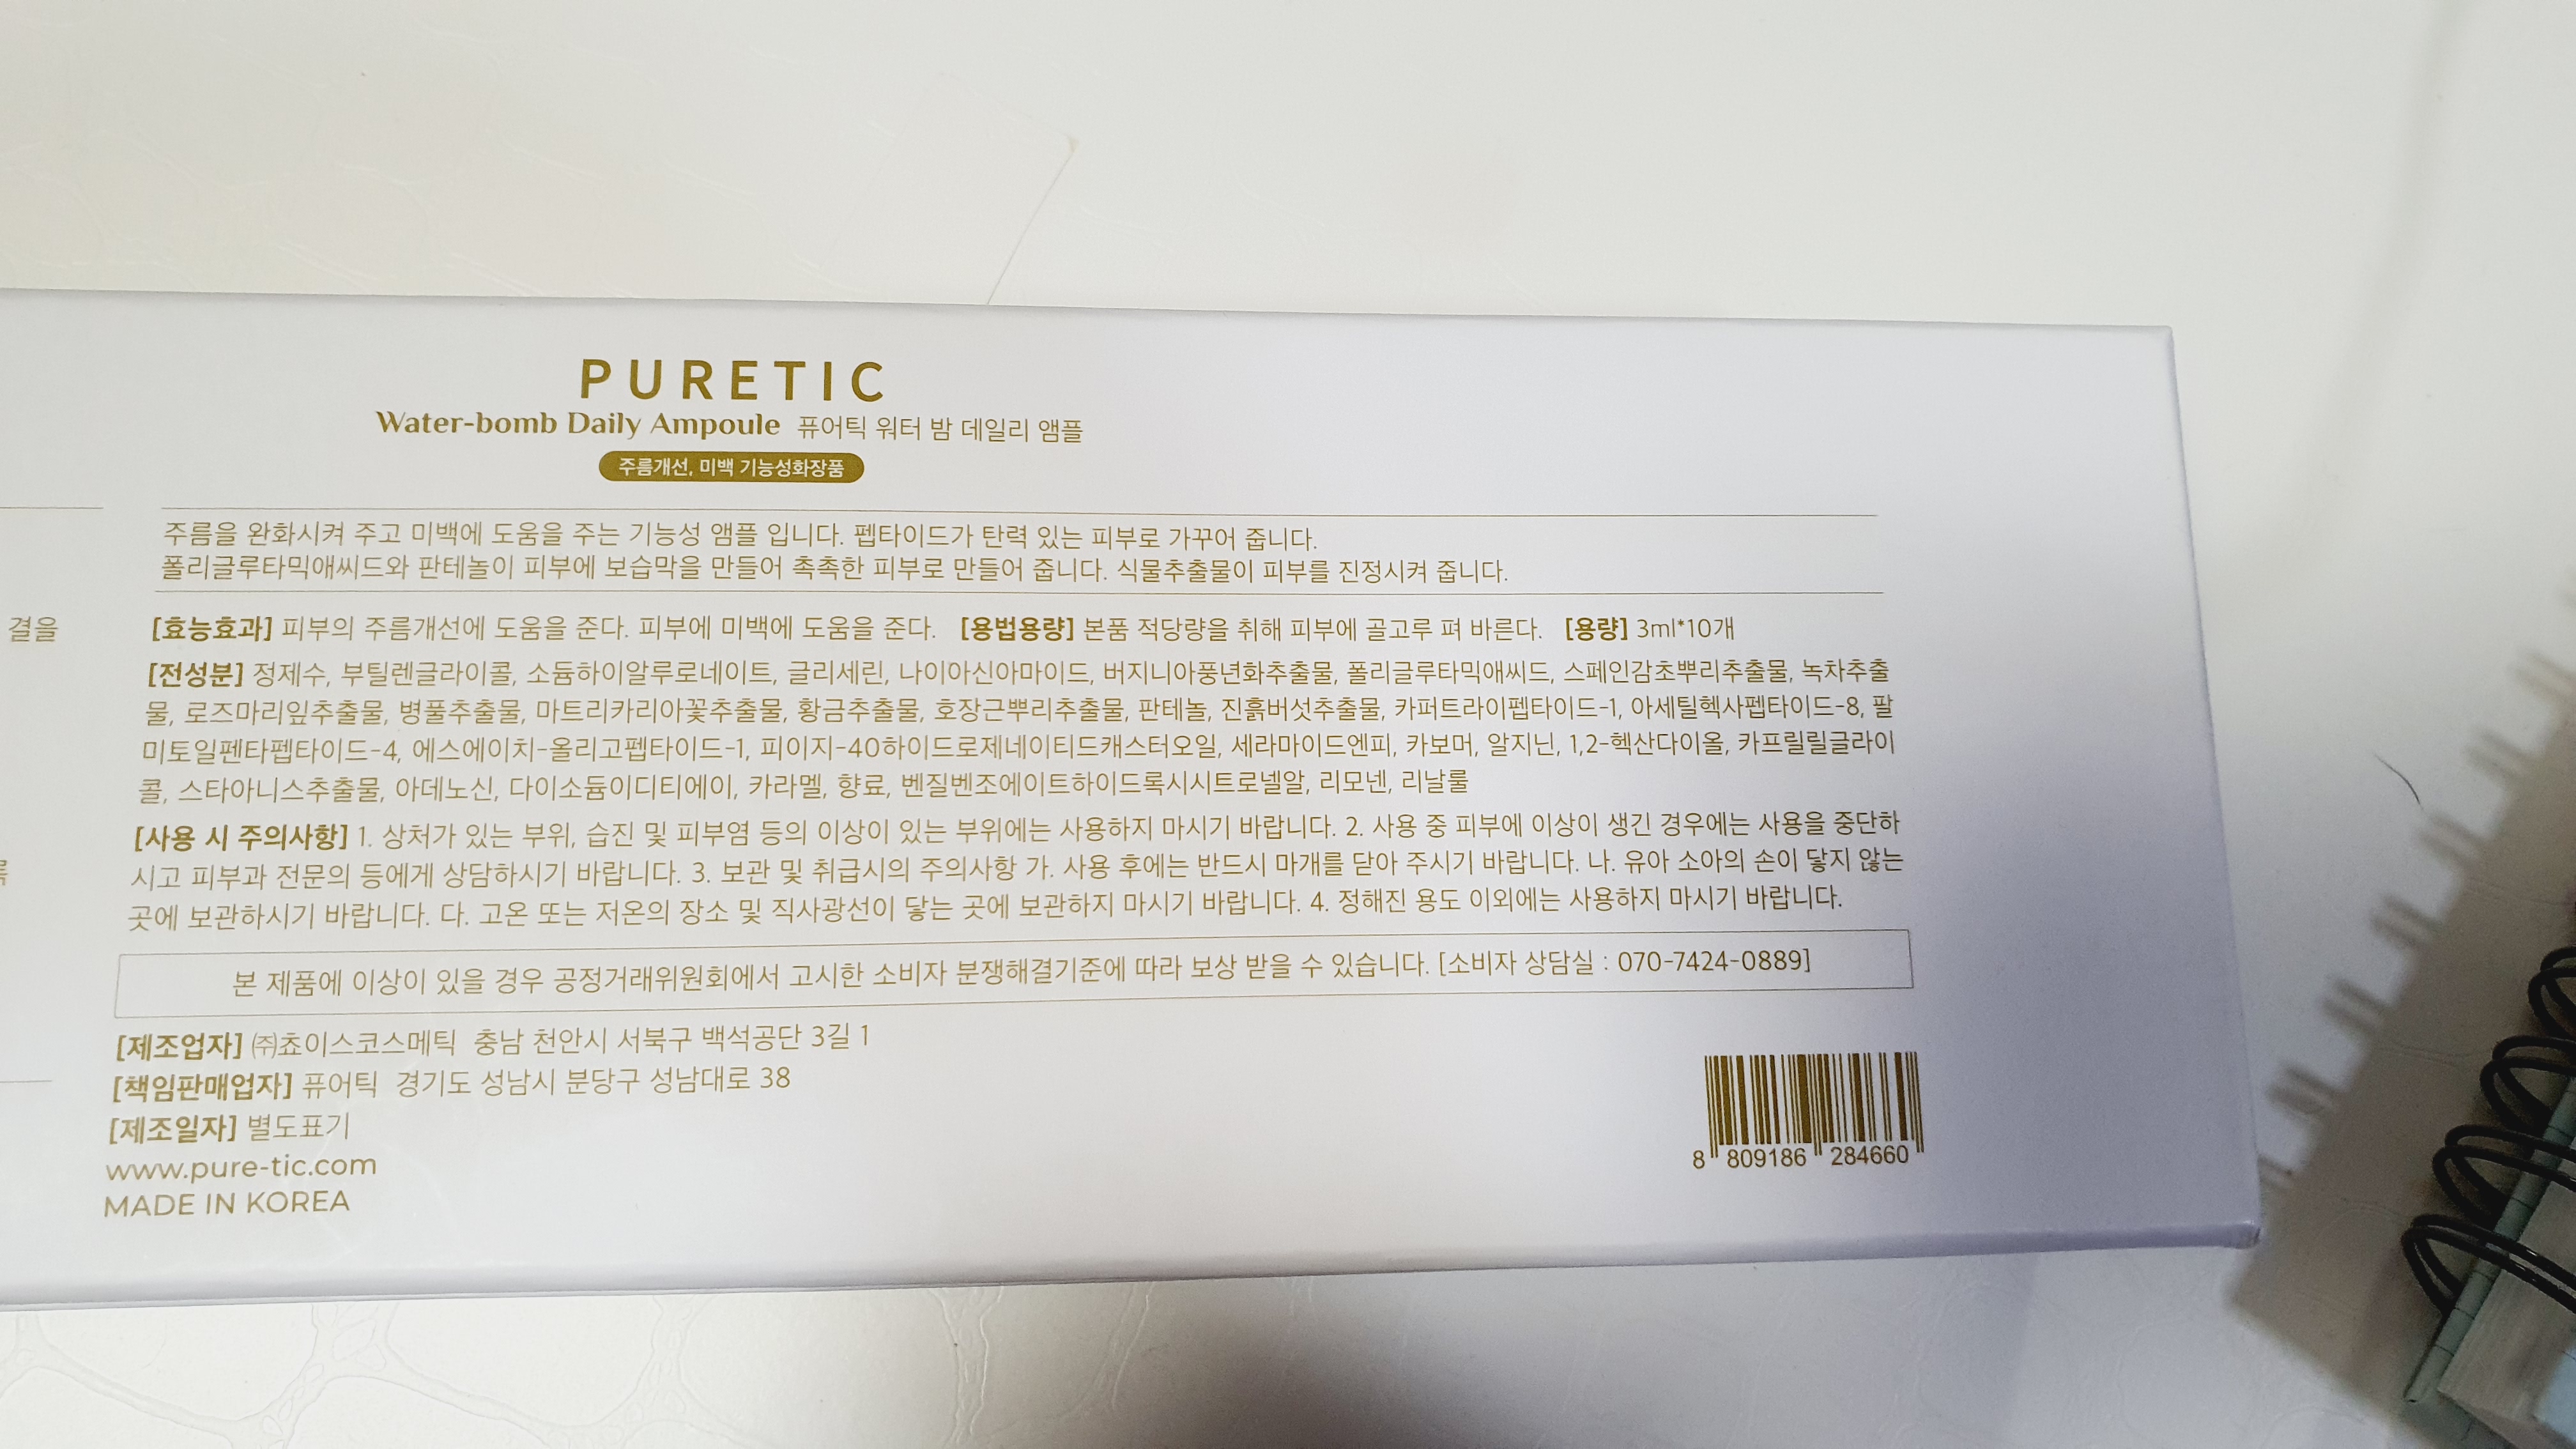 PURETIC
Water-bomb Daily Ampoule 퓨어틱 워터 밤 데일리 앰플
주름개선, 미백 기능성화장품
주름을 완화시켜 주고 미백에 도움을 주는 기능성 앰플 입니다. 펩타이드가 탄력 있는 피부로 가꾸어 줍니다.
폴리글루타믹애씨드와 판테놀이 피부에 보습막을 만들어 촉촉한 피부로 만들어 줍니다. 식물추출물이 피부를 진정시켜 줍니다.
결을
[효능효과] 피부의 주름개선에 도움을 준다. 피부에 미백에 도움을 준다. [용법용량] 본품 적당량을 취해 피부에 골고루 펴 바른다. [용량] 3ml*10개
[전성분] 정제수, 부틸렌글라이콜, 소듐하이알루로네이트, 글리세린, 나이아신아마이드, 버지니아풍년화추출물, 폴리글루타믹애씨드, 스페인감초뿌리추출물, 녹차추출
물, 로즈마리잎추출물, 병풀추출물, 마트리카리아꽃추출물, 황금추출물, 호장근뿌리추출물, 판테놀, 진흙버섯추출물, 카퍼트라이펩타이드-1, 아세틸헥사펩타이드-8, 팔
미토일펜타펩타이드-4, 에스에이치-올리고펩타이드-1, 피이지-40하이드로제네이티드캐스터오일, 세라마이드엔피, 카보머, 알지닌, 1,2-헥산다이올, 카프릴릴글라이
콜, 스타아니스추출물, 아데노신, 다이소듐이디티에이, 카라멜, 향료, 벤질벤조에이트하이드록시시트로넬알, 리모넨, 리날룰
[사용 시 주의사항] 1. 상처가 있는 부위, 습진 및 피부염 등의 이상이 있는 부위에는 사용하지 마시기 바랍니다. 2. 사용 중 피부에 이상이 생긴 경우에는 사용을 중단하
시고 피부과 전문의 등에게 상담하시기 바랍니다. 3. 보관 및 취급시의 주의사항 가. 사용 후에는 반드시 마개를 닫아 주시기 바랍니다. 나. 유아 소아의 손이 닿지 않는
곳에 보관하시기 바랍니다. 다. 고온 또는 저온의 장소 및 직사광선이 닿는 곳에 보관하지 마시기 바랍니다. 4. 정해진 용도 이외에는 사용하지 마시기 바랍니다.
본 제품에 이상이 있을 경우 공정거래위원회에서 고시한 소비자 분쟁해결기준에 따라 보상 받을 수 있습니다. [소비자 상담실 : 070-7424-0889]
[제조업자] ㈜쵸이스코스메틱 충남 천안시 서북구 백석공단 3길 1
[책임판매업자] 퓨어틱 경기도 성남시 분당구 성남대로 38
[제조일자] 별도표기
www.pure-tic.com
MADE IN KOREA
8 809186 284660